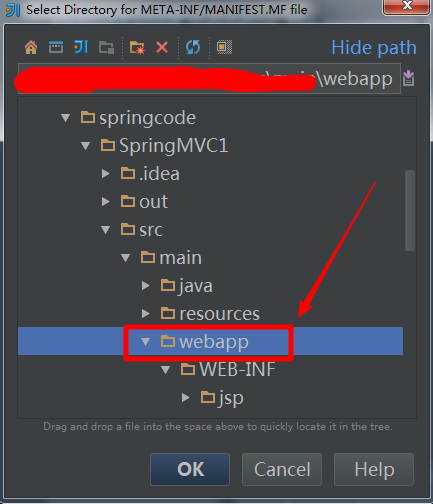 Select Directory for META-INF/MANIFEST.MF file
Hide path
\webapp
springcode
SpringMVC1
.idea
out
src
main
java
resources
webapp
WEB-INF
jsp
Drag and drop a file into the space above to quickly locate it in the tree.
OK
Cancel
Help